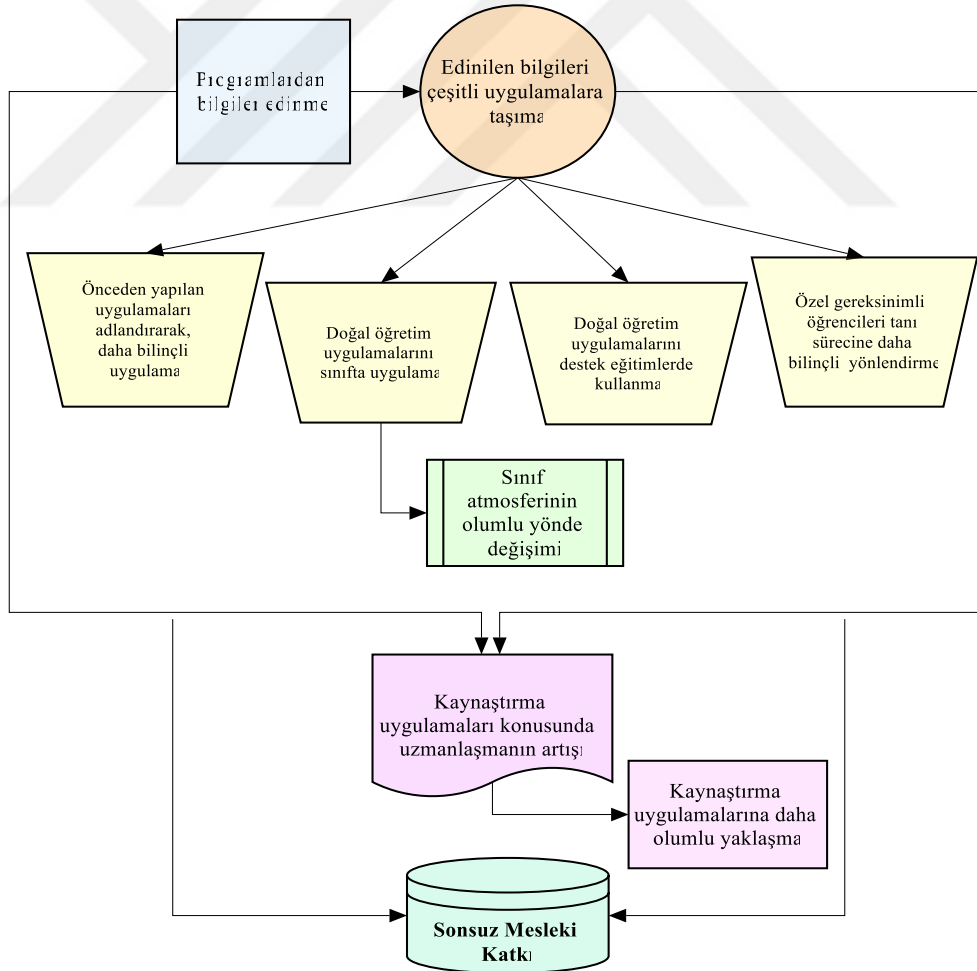 Programlardan
bilgiler edinme
Edinilen bilgileri
çeşitli uygulamalara
taşıma
Önceden yapılan
uygulamaları
adlandırarak,
daha bilinçli
uygulama
Doğal öğretim
uygulamalarını
sınıfta uygulama
Doğal öğretim
uygulamalarını
destek eğitimlerde
kullanma
Özel gereksinimli
öğrencileri tanı
sürecine daha
bilinçli yönlendirme
Sınıf
atmosferinin
olumlu yönde
değişimi
Kaynaştırma
uygulamaları konusunda
uzmanlaşmanın artışı
Kaynaştırma
uygulamalarına daha
olumlu yaklaşma
Sonsuz Mesleki
Katkı